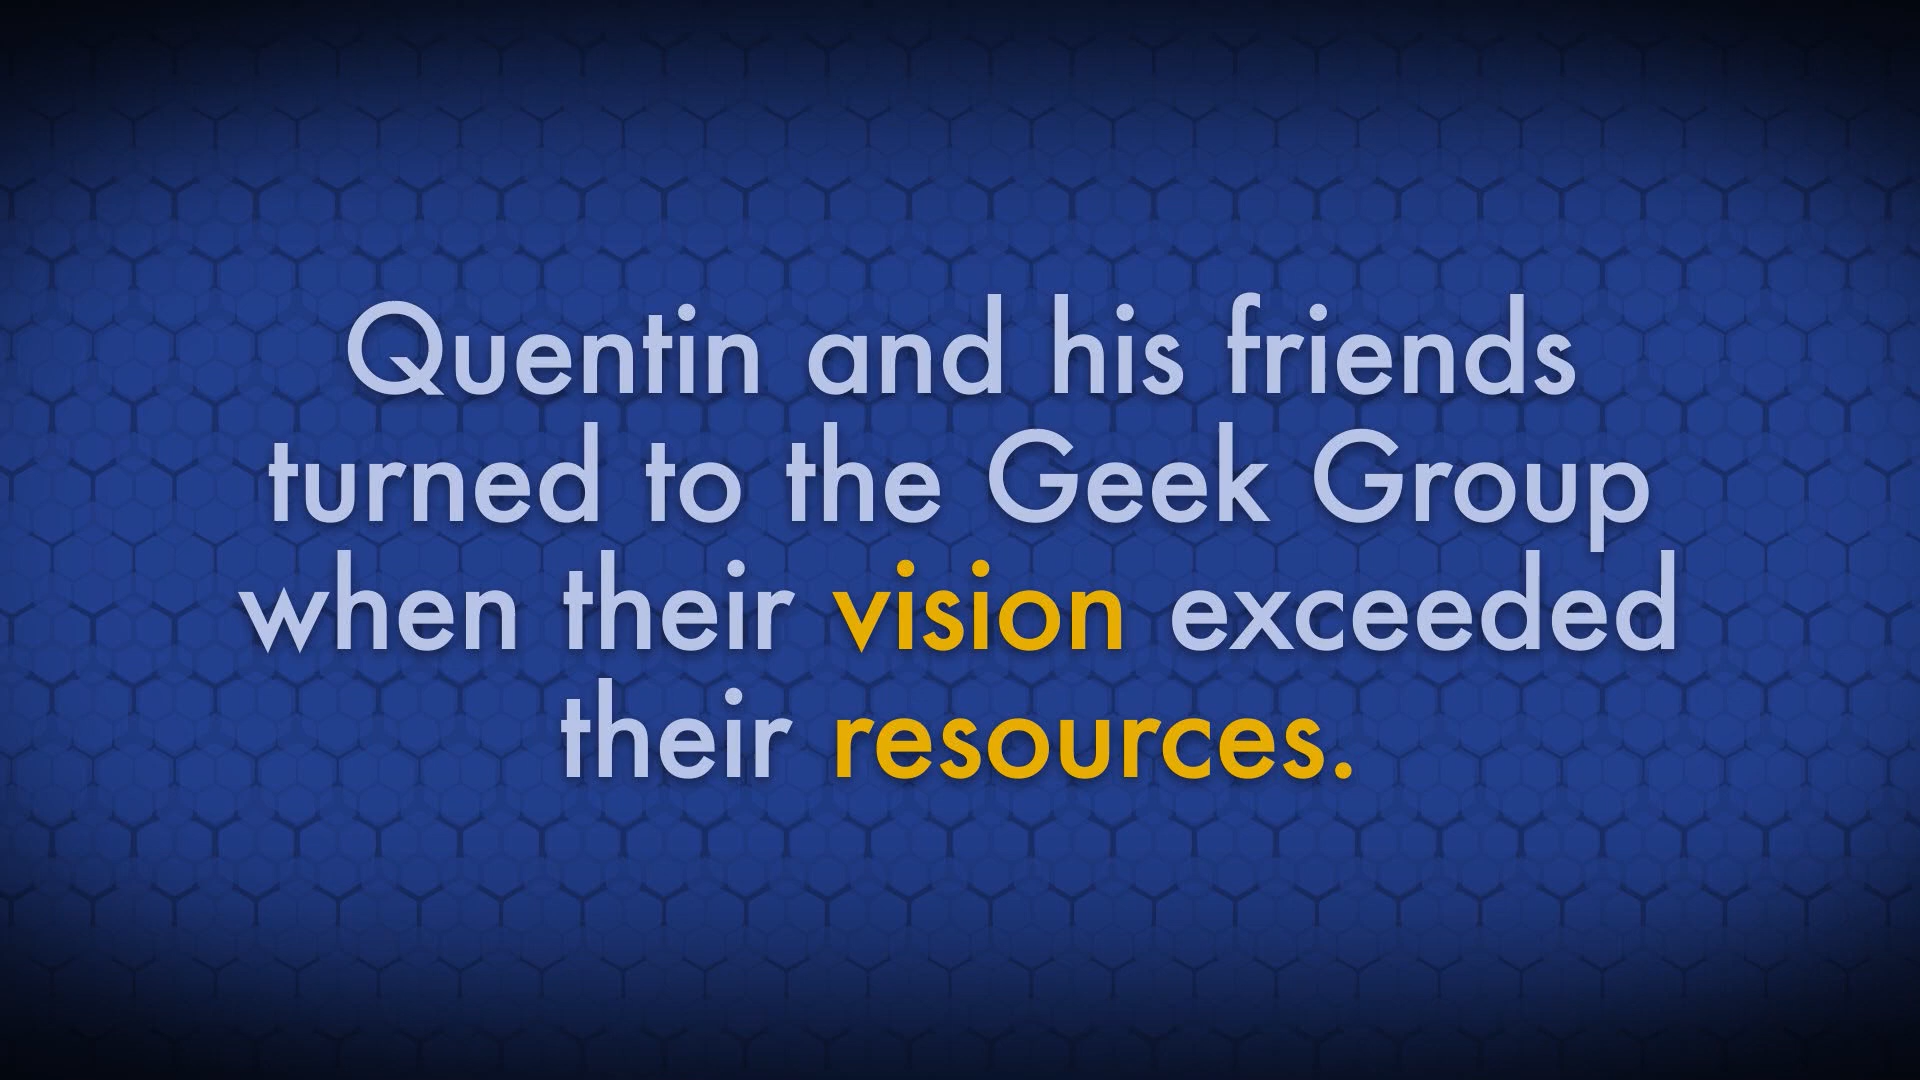 Quentin and his friends
turned to the Geek Group
when their vision exceeded
their resources.